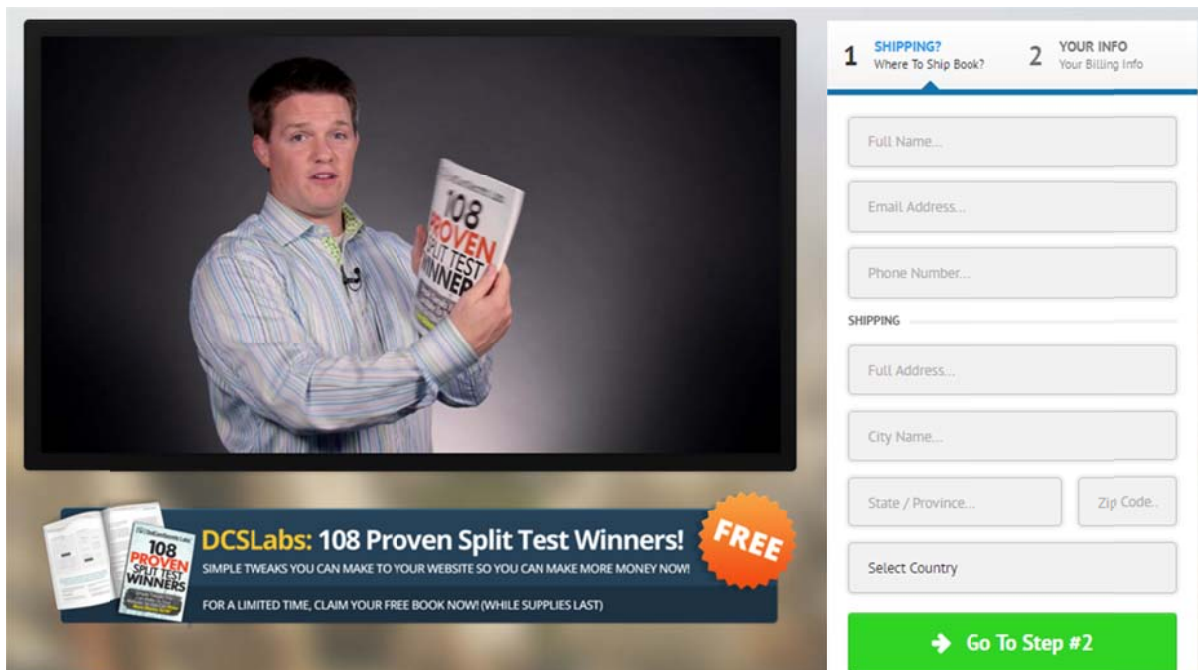 108
PROVEN
SPLIT TEST
WINNERS
108
PROVEN
SPLIT TEST
WINNERS
DCSLabs: 108 Proven Split Test Winners!
SIMPLE TWEAKS YOU CAN MAKE TO YOUR WEBSITE SO YOU CAN MAKE MORE MONEY NOW!
FOR A LIMITED TIME, CLAIM YOUR FREE BOOK NOW! (WHILE SUPPLIES LAST)
FREE
1 SHIPPING? 2 YOUR INFO
Where To Ship Book? Your Billing Info
Full Name...
Email Address...
Phone Number...
SHIPPING
Full Address...
City Name...
State / Province... Zip Code..
Select Country
Go To Step #2